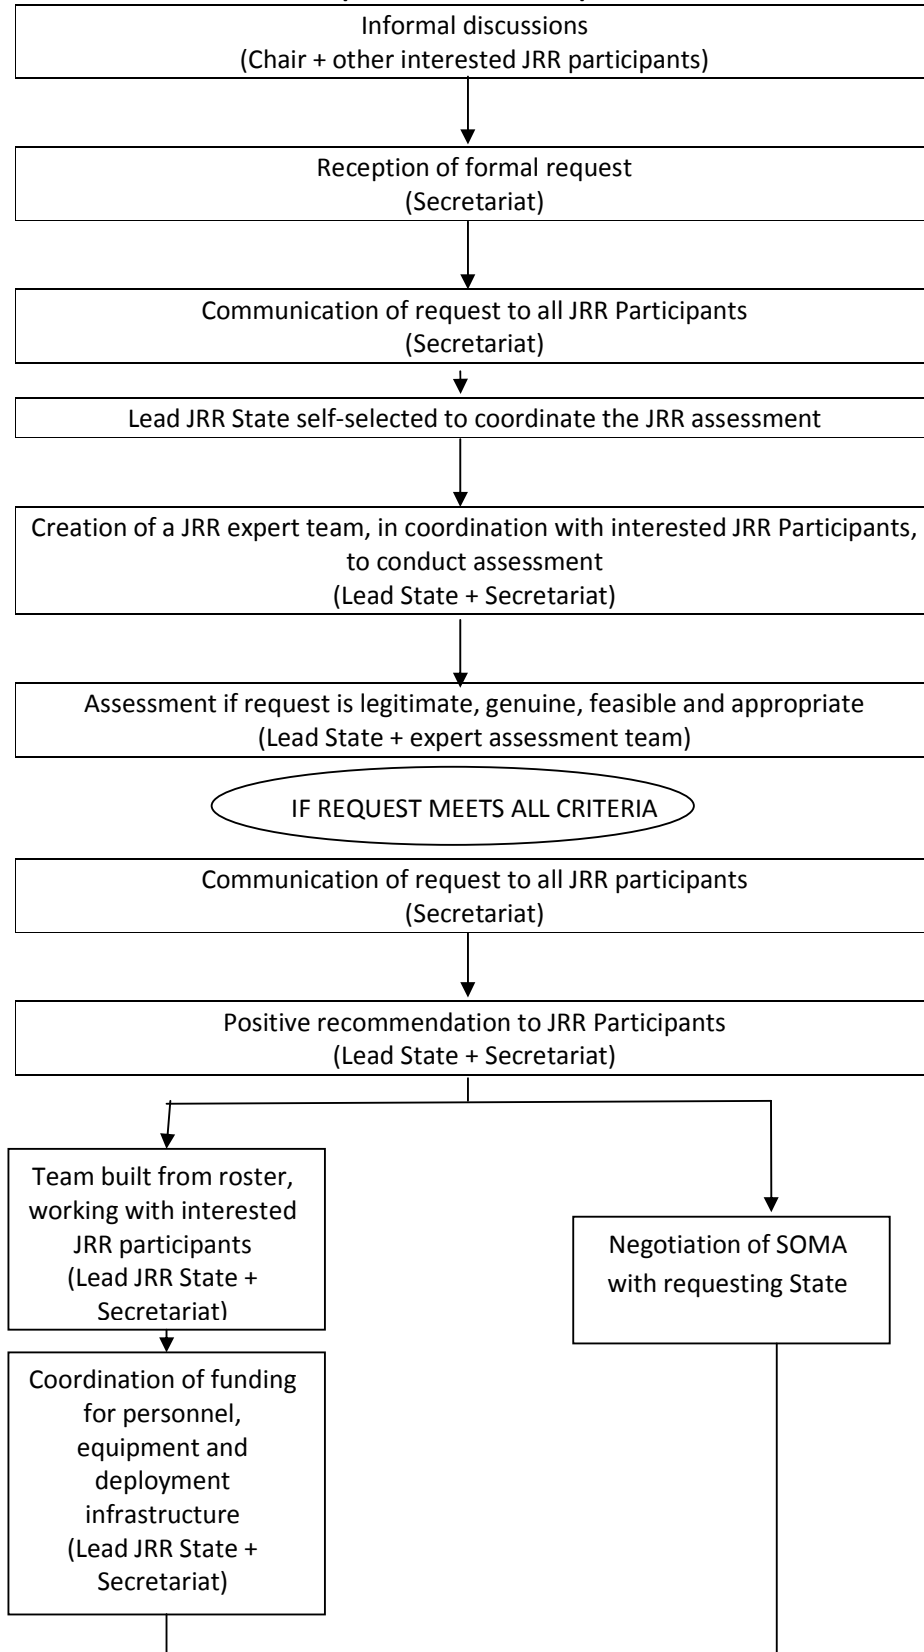 Informal discussions
(Chair + other interested JRR participants)
Reception of formal request
(Secretariat)
Communication of request to all JRR Participants
(Secretariat)
Lead JRR State self-selected to coordinate the JRR assessment
Creation of a JRR expert team, in coordination with interested JRR Participants,
to conduct assessment
(Lead State + Secretariat)
Assessment if request is legitimate, genuine, feasible and appropriate
(Lead State + expert assessment team)
IF REQUEST MEETS ALL CRITERIA
Communication of request to all JRR participants
(Secretariat)
Positive recommendation to JRR Participants
(Lead State + Secretariat)
Team built from roster,
working with interested
JRR participants
(Lead JRR State +
Secretariat)
Negotiation of SOMA
with requesting State
Coordination of funding
for personnel,
equipment and
deployment
infrastructure
(Lead JRR State +
Secretariat)